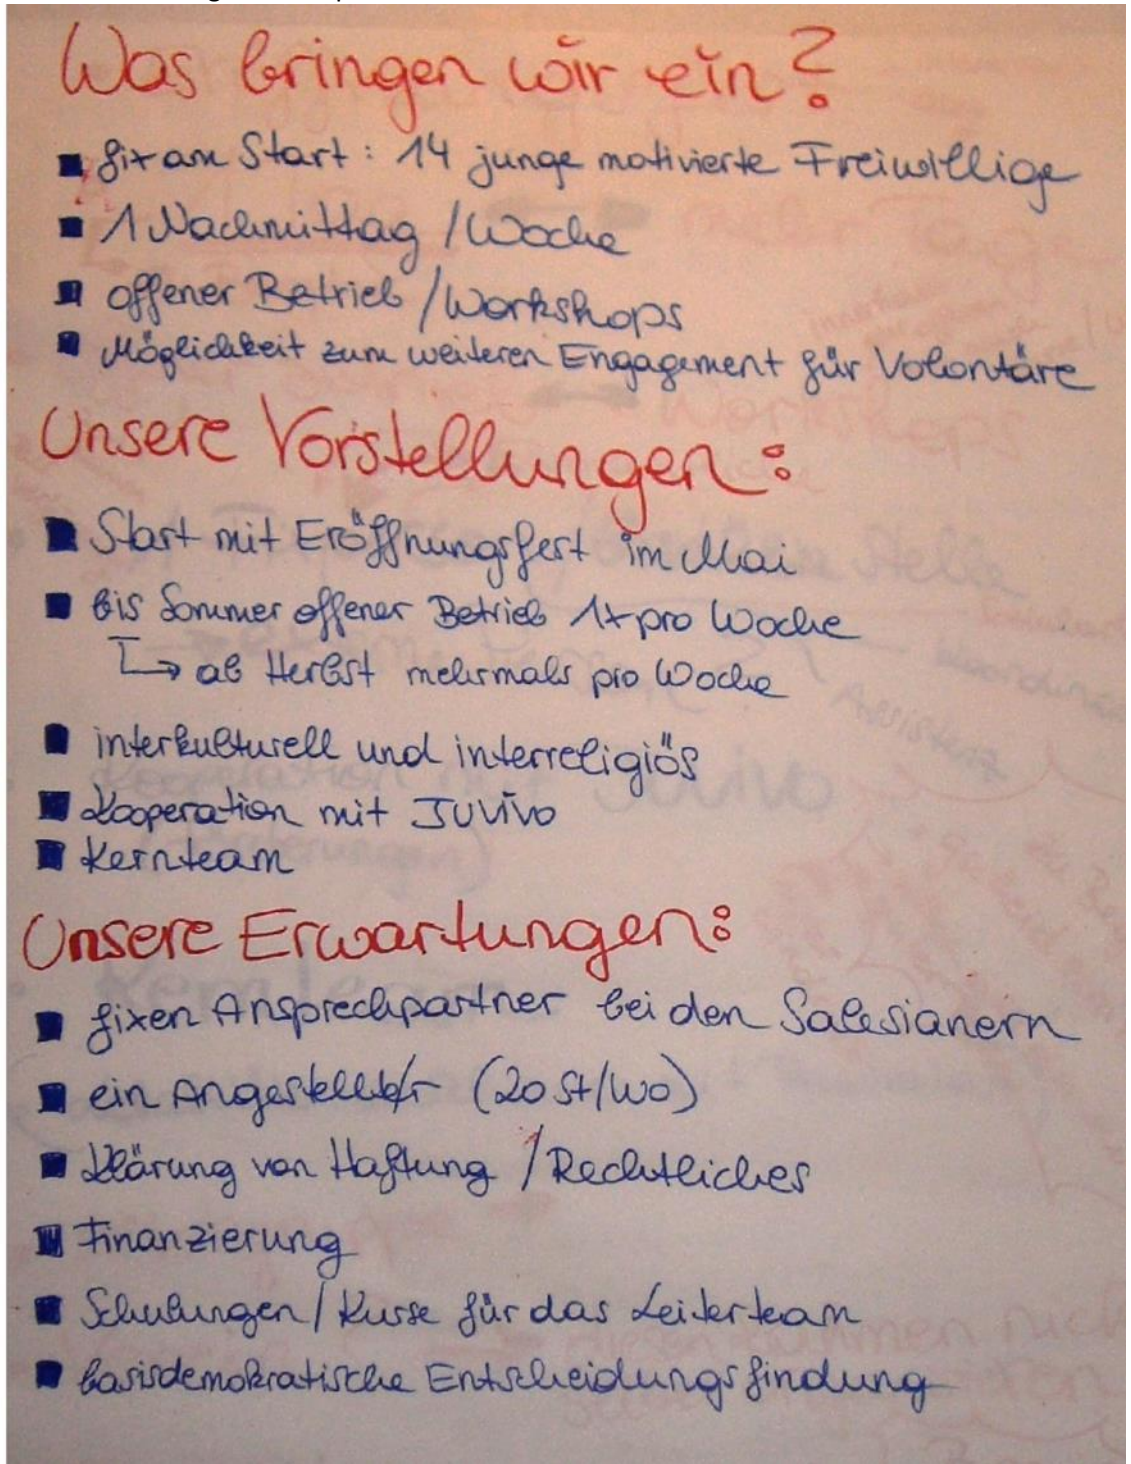 Was bringen wir ein?
fix am Start: 14 junge motivierte Freiwillige
1 Nachmittag / Woche
offener Betrieb / Workshops
Möglichkeit zum weiteren Engagement für Volontäre
Unsere Vorstellungen:
Start mit Eröffnungsfest im Mai
bis Sommer offener Betrieb 1x pro Woche
↳ ab Herbst mehrmals pro Woche
interkulturell und interreligiös
Kooperation mit JUVIVO
Kernteam
Unsere Erwartungen:
fixen Ansprechpartner bei den Salesianern
ein Angestellte/r (20 St/Wo)
Klärung von Haftung / Rechtliches
Finanzierung
Schulungen / Kurse für das Leiterteam
basisdemokratische Entscheidungsfindung